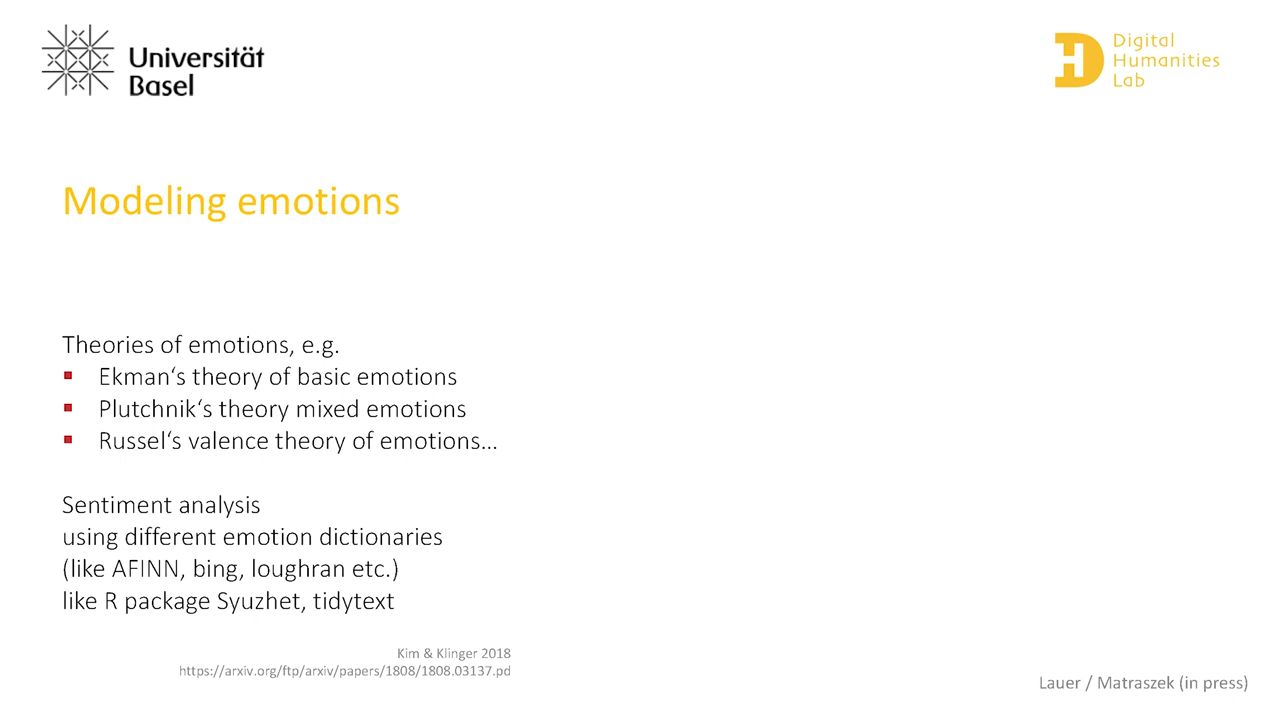 Universität
Basel
Digital
Humanities
Lab
Modeling emotions
Theories of emotions, e.g.
▪ Ekman‘s theory of basic emotions
▪ Plutchnik‘s theory mixed emotions
▪ Russel‘s valence theory of emotions…
Sentiment analysis
using different emotion dictionaries
(like AFINN, bing, loughran etc.)
like R package Syuzhet, tidytext
Kim & Klinger 2018
https://arxiv.org/ftp/arxiv/papers/1808/1808.03137.pd
Lauer / Matraszek (in press)